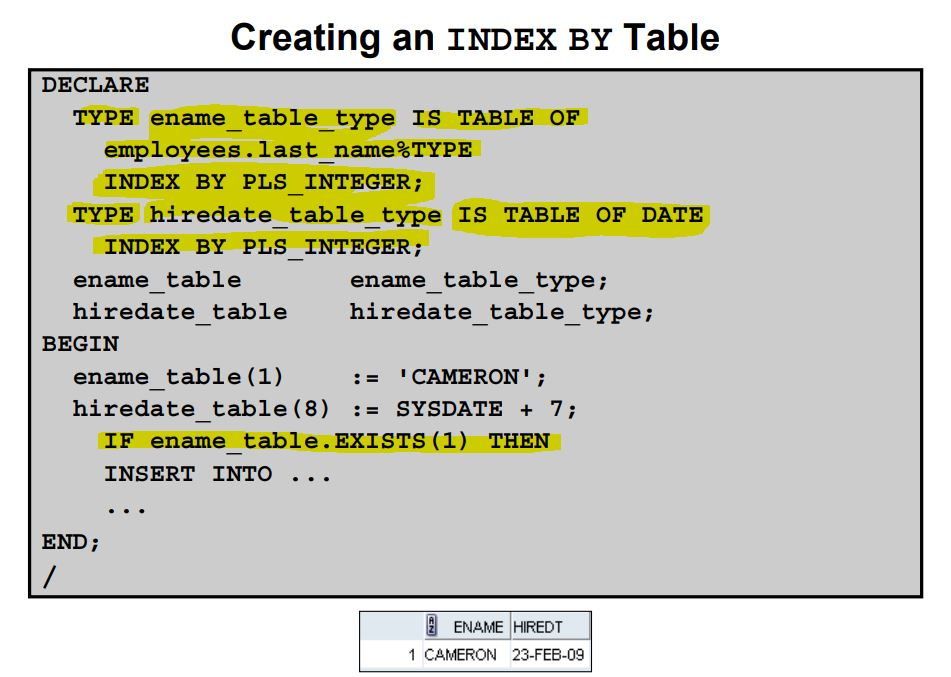 Creating an INDEX BY Table
DECLARE
TYPE ename_table_type IS TABLE OF
employees.last_name%TYPE
INDEX BY PLS_INTEGER;
TYPE hiredate_table_type IS TABLE OF DATE
INDEX BY PLS_INTEGER;
ename_table ename_table_type;
hiredate_table hiredate_table_type;
BEGIN
ename_table(1) := 'CAMERON';
hiredate_table(8) := SYSDATE + 7;
IF ename_table.EXISTS(1) THEN
INSERT INTO ...
...
END;
/
AZ ENAME HIREDT
1 CAMERON 23-FEB-09